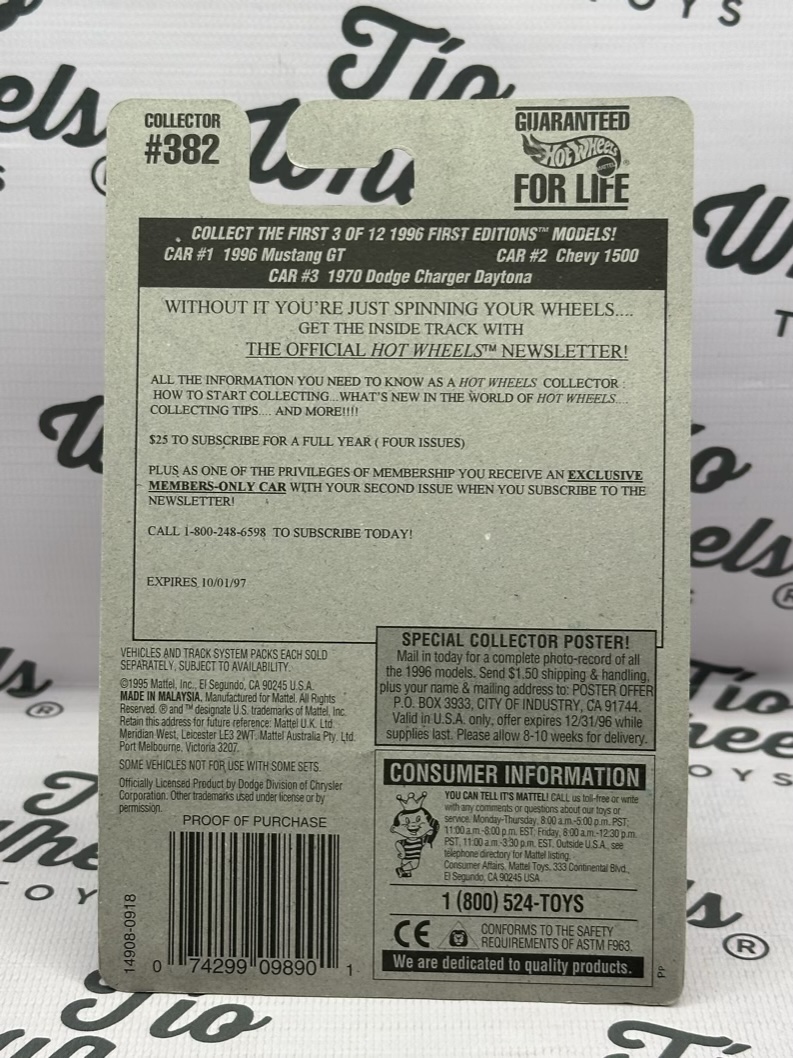 COLLECTOR
#382
GUARANTEED
Hot Wheels
MATTEL
FOR LIFE
COLLECT THE FIRST 3 OF 12 1996 FIRST EDITIONS™ MODELS!
CAR #1 1996 Mustang GT CAR #2 Chevy 1500
CAR #3 1970 Dodge Charger Daytona
WITHOUT IT YOU'RE JUST SPINNING YOUR WHEELS....
GET THE INSIDE TRACK WITH
THE OFFICIAL HOT WHEELS™ NEWSLETTER!
ALL THE INFORMATION YOU NEED TO KNOW AS A HOT WHEELS COLLECTOR :
HOW TO START COLLECTING...WHAT'S NEW IN THE WORLD OF HOT WHEELS....
COLLECTING TIPS.... AND MORE!!!!
$25 TO SUBSCRIBE FOR A FULL YEAR ( FOUR ISSUES)
PLUS AS ONE OF THE PRIVILEGES OF MEMBERSHIP YOU RECEIVE AN EXCLUSIVE
MEMBERS-ONLY CAR WITH YOUR SECOND ISSUE WHEN YOU SUBSCRIBE TO THE
NEWSLETTER!
CALL 1-800-248-6598 TO SUBSCRIBE TODAY!
EXPIRES 10/01/97
VEHICLES AND TRACK SYSTEM PACKS EACH SOLD
SEPARATELY, SUBJECT TO AVAILABILITY.
©1995 Mattel, Inc., El Segundo, CA 90245 U.S.A.
MADE IN MALAYSIA. Manufactured for Mattel. All Rights
Reserved. ® and ™ designate U.S. trademarks of Mattel, Inc.
Retain this address for future reference: Mattel U.K. Ltd.
Meridian West, Leicester LE3 2WT. Mattel Australia Pty. Ltd.
Port Melbourne, Victoria 3207.
SOME VEHICLES NOT FOR USE WITH SOME SETS.
Officially Licensed Product by Dodge Division of Chrysler
Corporation. Other trademarks used under license or by
permission.
PROOF OF PURCHASE
14908-0918
0 74299 09890 1
SPECIAL COLLECTOR POSTER!
Mail in today for a complete photo-record of all
the 1996 models. Send $1.50 shipping & handling,
plus your name & mailing address to: POSTER OFFER
P.O. BOX 3933, CITY OF INDUSTRY, CA 91744.
Valid in U.S.A. only, offer expires 12/31/96 while
supplies last. Please allow 8-10 weeks for delivery.
CONSUMER INFORMATION
YOU CAN TELL IT'S MATTEL! CALL us toll-free or write
with any comments or questions about our toys or
service. Monday-Thursday, 8:00 a.m.-5:00 p.m. PST;
11:00 a.m.-8:00 p.m. EST; Friday, 8:00 a.m.-12:30 p.m.
PST, 11:00 a.m.-3:30 p.m. EST. Outside U.S.A., see
telephone directory for Mattel listing.
Consumer Affairs, Mattel Toys, 333 Continental Blvd.,
El Segundo, CA 90245 USA.
1 (800) 524-TOYS
CE
CONFORMS TO THE SAFETY
REQUIREMENTS OF ASTM F963.
We are dedicated to quality products.
PP
Tio
Wheels
TOYS
®